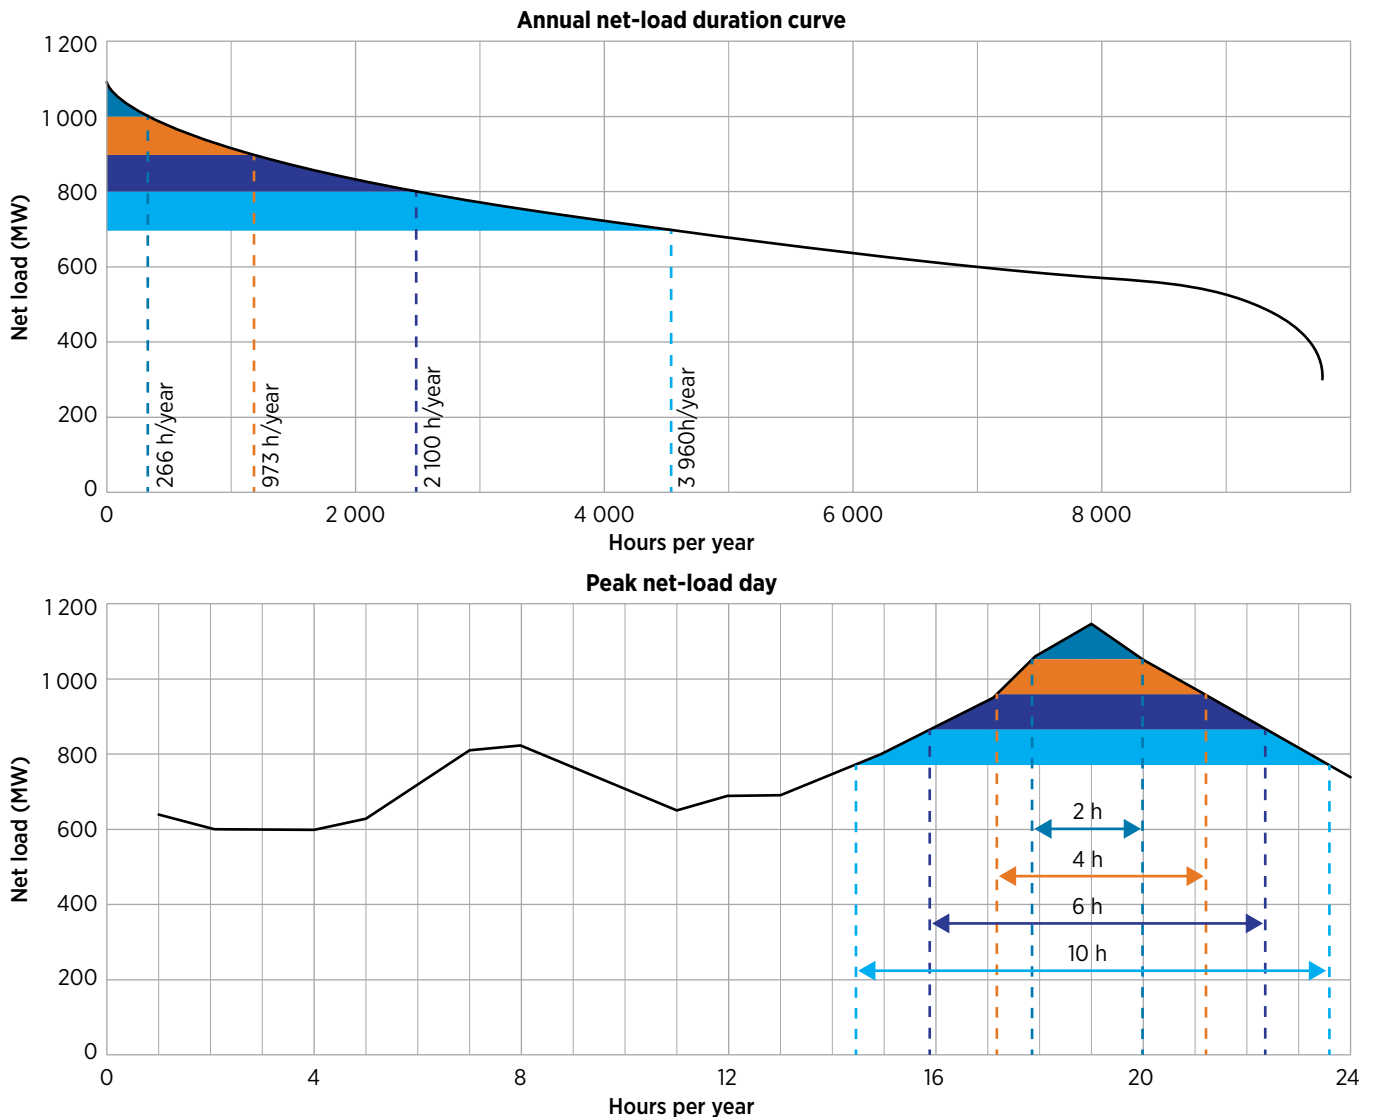 Annual net-load duration curve
Net load (MW)
1 200
1 000
800
600
400
200
0
266 h/year
973 h/year
2 100 h/year
3 960h/year
0 2 000 4 000 6 000 8 000
Hours per year
Peak net-load day
Net load (MW)
1 200
1 000
800
600
400
200
0
2 h
4 h
6 h
10 h
0 4 8 12 16 20 24
Hours per year